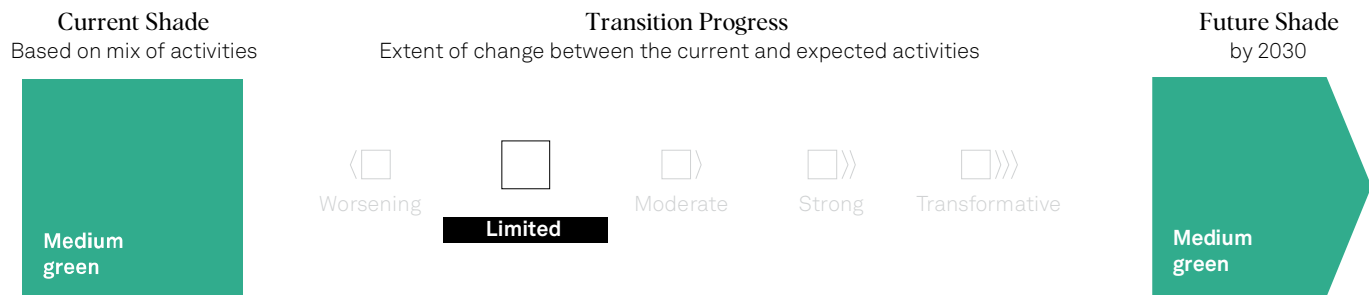 Current Shade
Based on mix of activities
Transition Progress
Extent of change between the current and expected activities
Future Shade
by 2030
Worsening
Limited
Moderate
Strong
Transformative
Medium
green
Medium
green